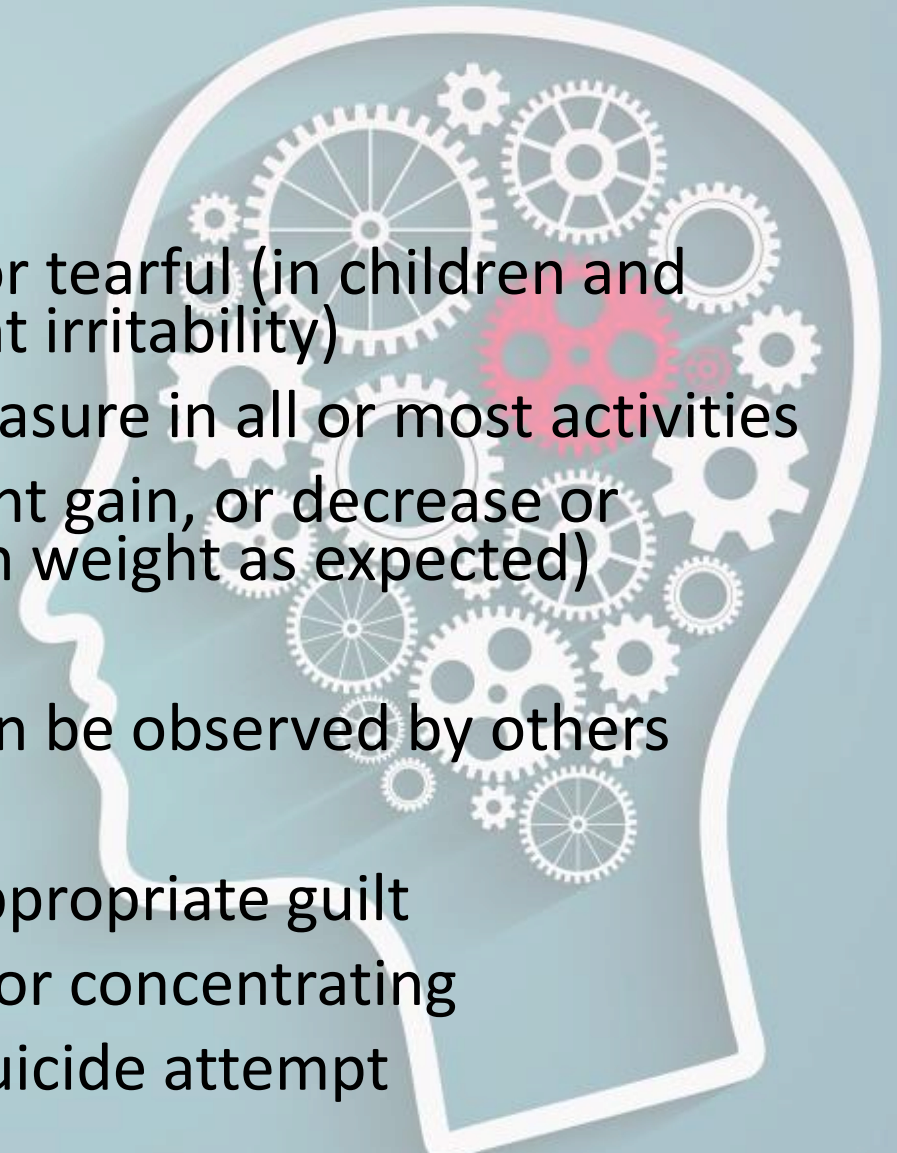 r tearful (in children and
t irritability)
asure in all or most activities
nt gain, or decrease or
n weight as expected)
n be observed by others
ppropriate guilt
or concentrating
uicide attempt